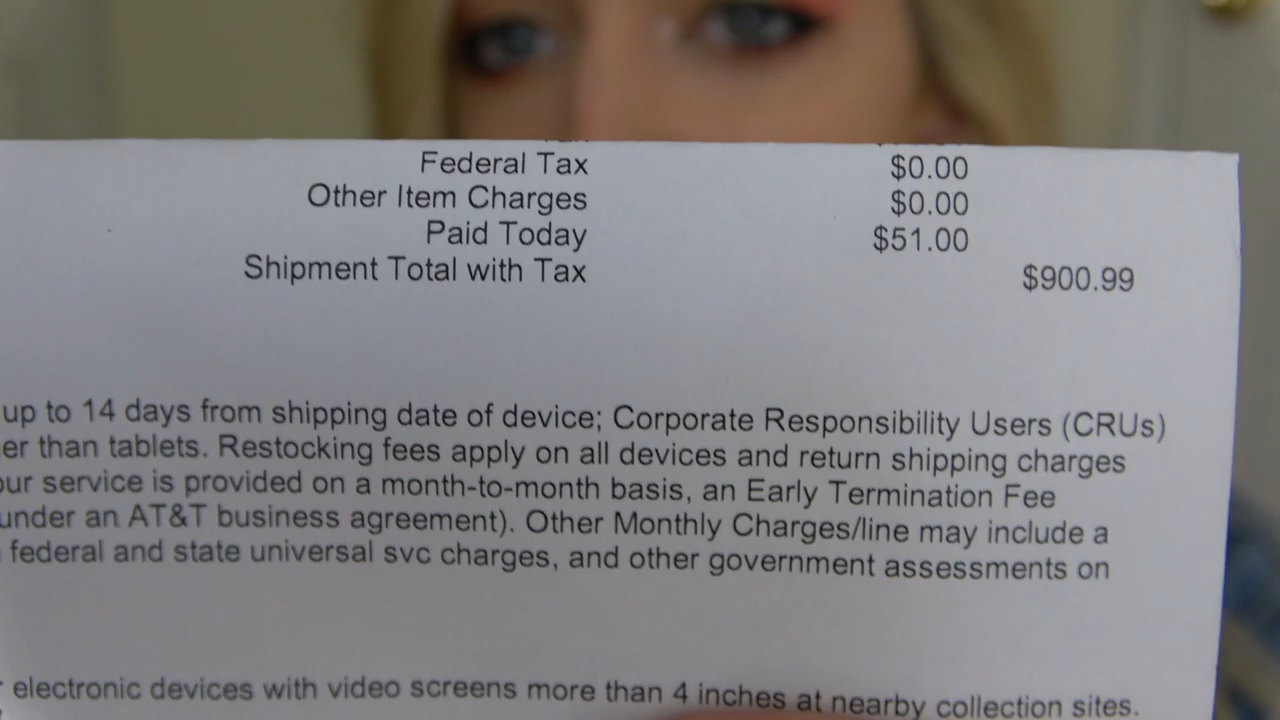 Federal Tax $0.00
Other Item Charges $0.00
Paid Today $51.00
Shipment Total with Tax $900.99
up to 14 days from shipping date of device; Corporate Responsibility Users (CRUs)
er than tablets. Restocking fees apply on all devices and return shipping charges
our service is provided on a month-to-month basis, an Early Termination Fee
under an AT&T business agreement). Other Monthly Charges/line may include a
federal and state universal svc charges, and other government assessments on
electronic devices with video screens more than 4 inches at nearby collection sites.